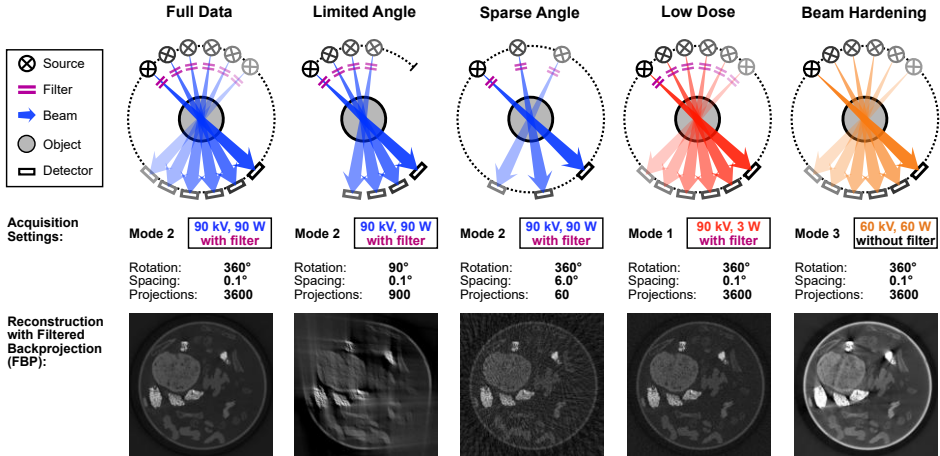 Full Data
Limited Angle
Sparse Angle
Low Dose
Beam Hardening
Source
Filter
Beam
Object
Detector
Acquisition
Settings:
Mode 2
90 kV, 90 W
with filter
Mode 2
90 kV, 90 W
with filter
Mode 2
90 kV, 90 W
with filter
Mode 1
90 kV, 3 W
with filter
Mode 3
60 kV, 60 W
without filter
Rotation: 360°
Spacing: 0.1°
Projections: 3600
Rotation: 90°
Spacing: 0.1°
Projections: 900
Rotation: 360°
Spacing: 6.0°
Projections: 60
Rotation: 360°
Spacing: 0.1°
Projections: 3600
Rotation: 360°
Spacing: 0.1°
Projections: 3600
Reconstruction
with Filtered
Backprojection
(FBP):